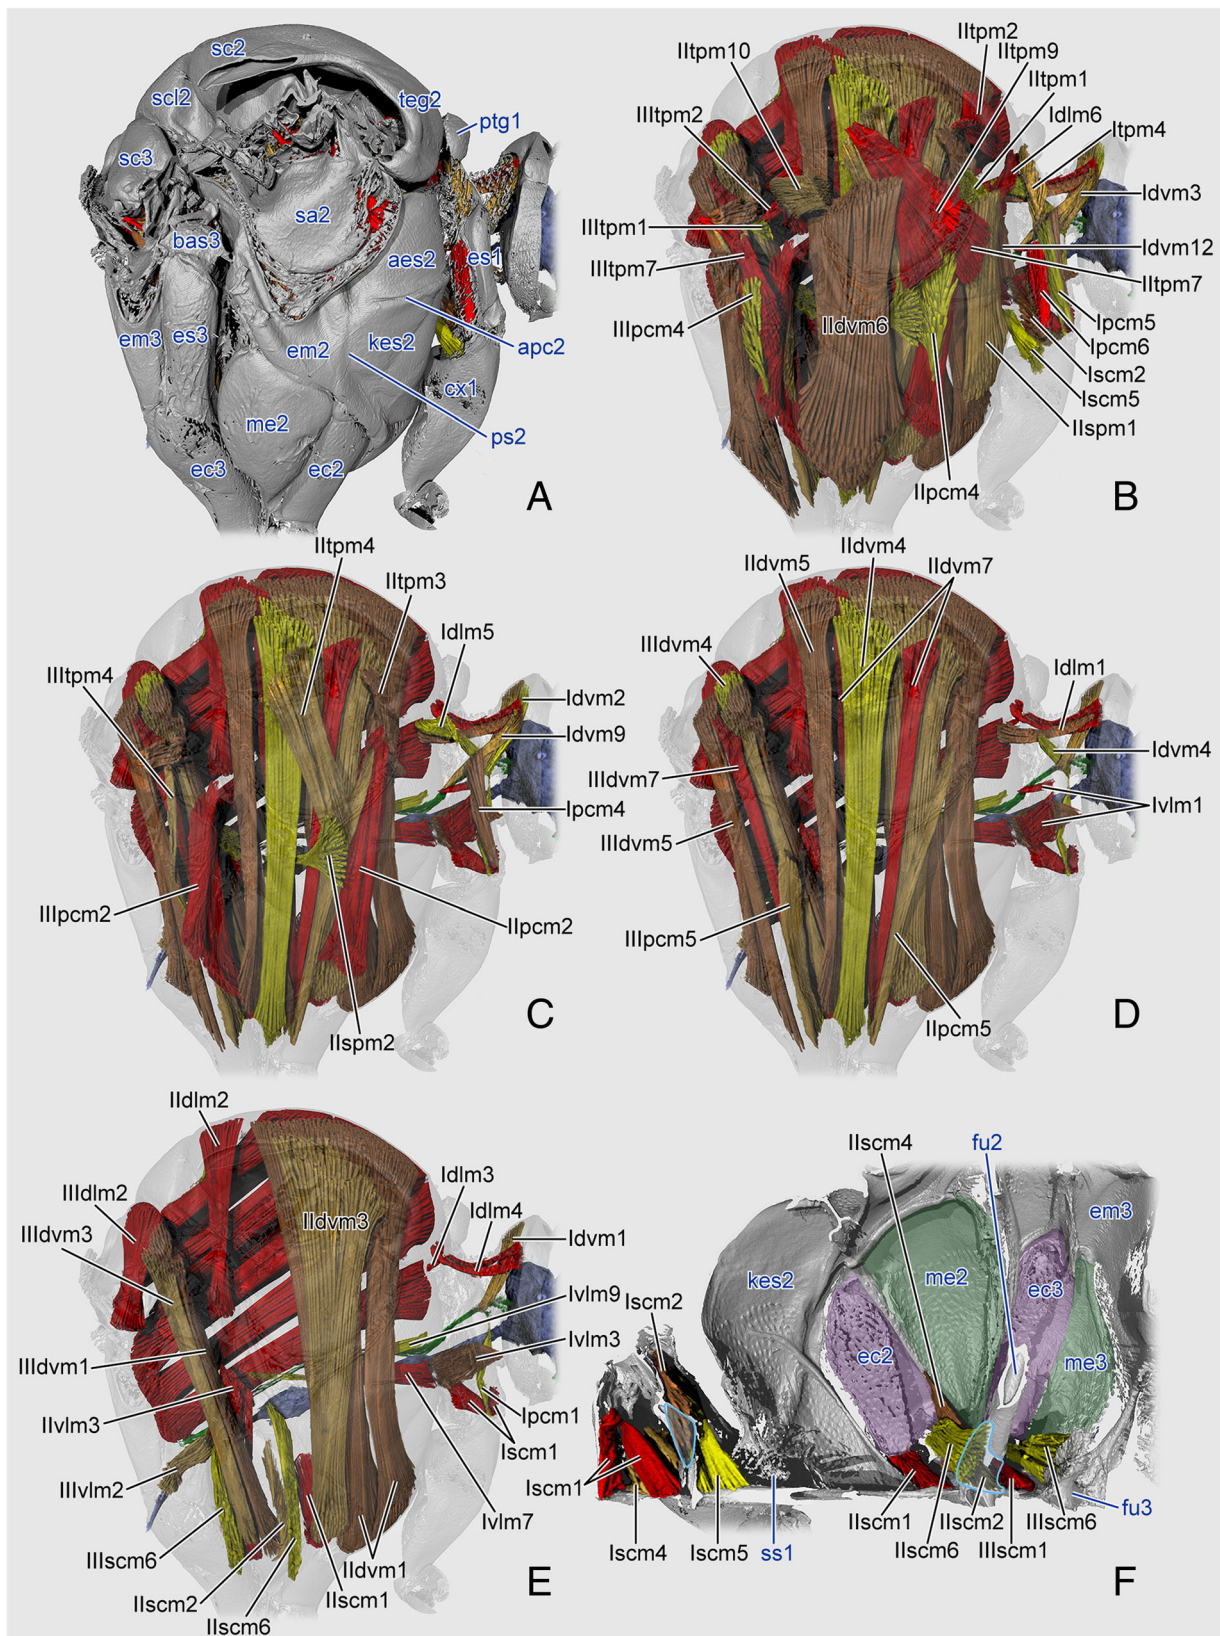 sc2
scl2
teg2
ptg1
sc3
sa2
bas3
aes2
es1
em3
es3
em2
kes2
apc2
cx1
me2
ps2
ec3
ec2
A
IItpm2
IItpm10
IItpm9
IItpm1
IIItpm2
Idlm6
Itpm4
Idvm3
IIItpm1
Idvm12
IIItpm7
IItpm7
IIIpcm4
IIdvm6
Ipcm5
Ipcm6
Iscm2
Iscm5
IIspm1
IIpcm4
B
IItpm4
IItpm3
Idlm5
IIItpm4
Idvm2
Idvm9
Ipcm4
IIIpcm2
IIpcm2
IIspm2
C
IIdvm4
IIdvm5
IIdvm7
IIIdvm4
Idlm1
Idvm4
IIIdvm7
Ivlm1
IIIdvm5
IIIpcm5
IIpcm5
D
IIdlm2
Idlm3
IIIdlm2
Idlm4
IIIdvm3
IIdvm3
Idvm1
Ivlm9
Ivlm3
IIIdvm1
IIvlm3
Ipcm1
Iscm1
IIIvlm2
Ivlm7
IIIscm6
IIdvm1
IIscm2
IIscm1
IIscm6
E
IIscm4
fu2
em3
kes2
me2
ec3
Iscm2
ec2
me3
Iscm1
fu3
Iscm4
Iscm5
ss1
IIscm1
IIscm6
IIscm2
IIIscm1
IIIscm6
F